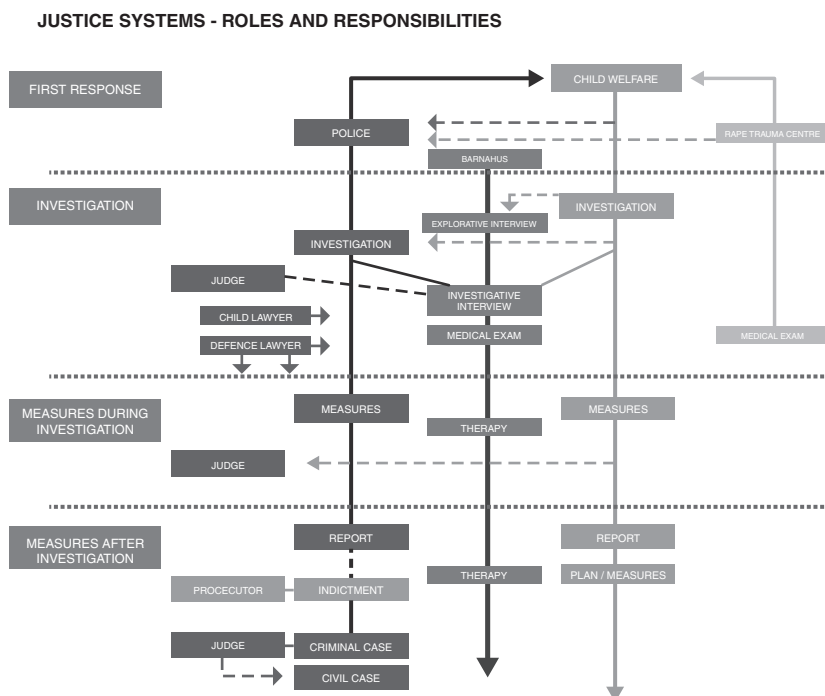 JUSTICE SYSTEMS - ROLES AND RESPONSIBILITIES
FIRST RESPONSE
CHILD WELFARE
POLICE
RAPE TRAUMA CENTRE
BARNAHUS
INVESTIGATION
INVESTIGATION
EXPLORATIVE INTERVIEW
INVESTIGATION
JUDGE
INVESTIGATIVE
INTERVIEW
CHILD LAWYER
MEDICAL EXAM
MEDICAL EXAM
DEFENCE LAWYER
MEASURES DURING
INVESTIGATION
MEASURES
MEASURES
THERAPY
JUDGE
MEASURES AFTER
INVESTIGATION
REPORT
REPORT
THERAPY
PLAN / MEASURES
PROCECUTOR
INDICTMENT
JUDGE
CRIMINAL CASE
CIVIL CASE